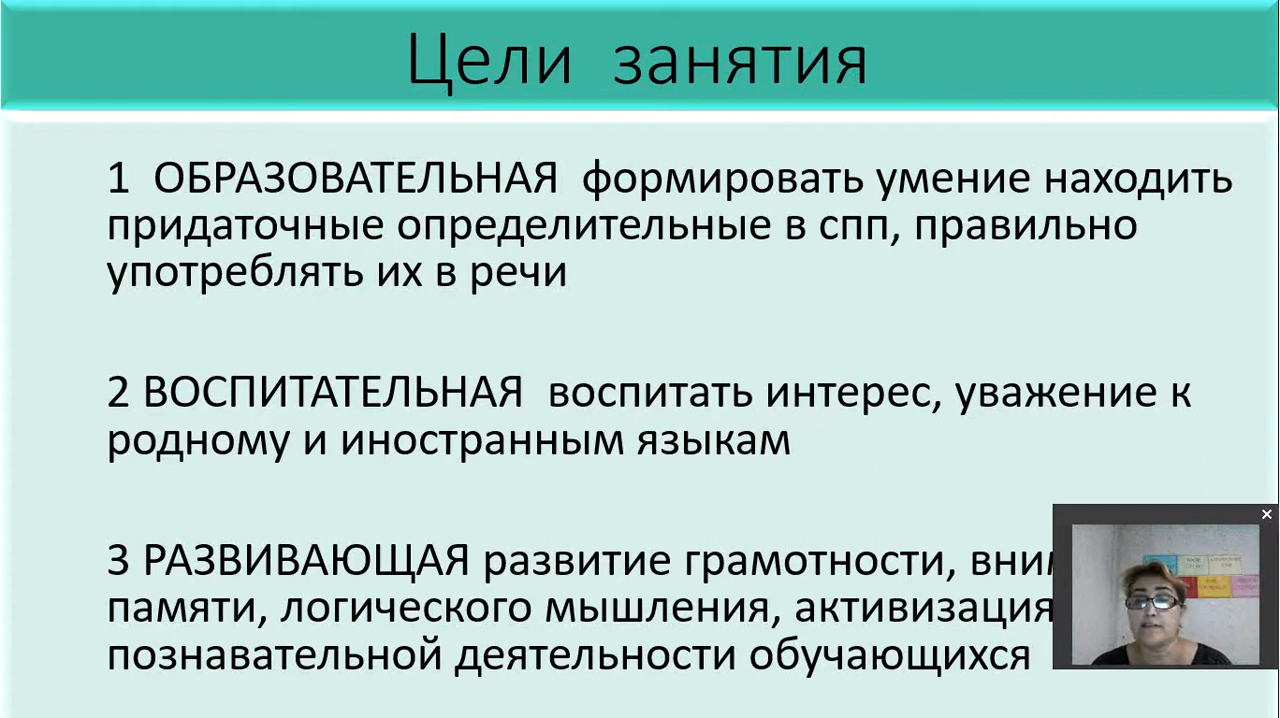 Цели занятия
1 ОБРАЗОВАТЕЛЬНАЯ формировать умение находить
придаточные определительные в спп, правильно
употреблять их в речи
2 ВОСПИТАТЕЛЬНАЯ воспитать интерес, уважение к
родному и иностранным языкам
3 РАЗВИВАЮЩАЯ развитие грамотности,
памяти, логического мышления, активизация
познавательной деятельности обучающихся